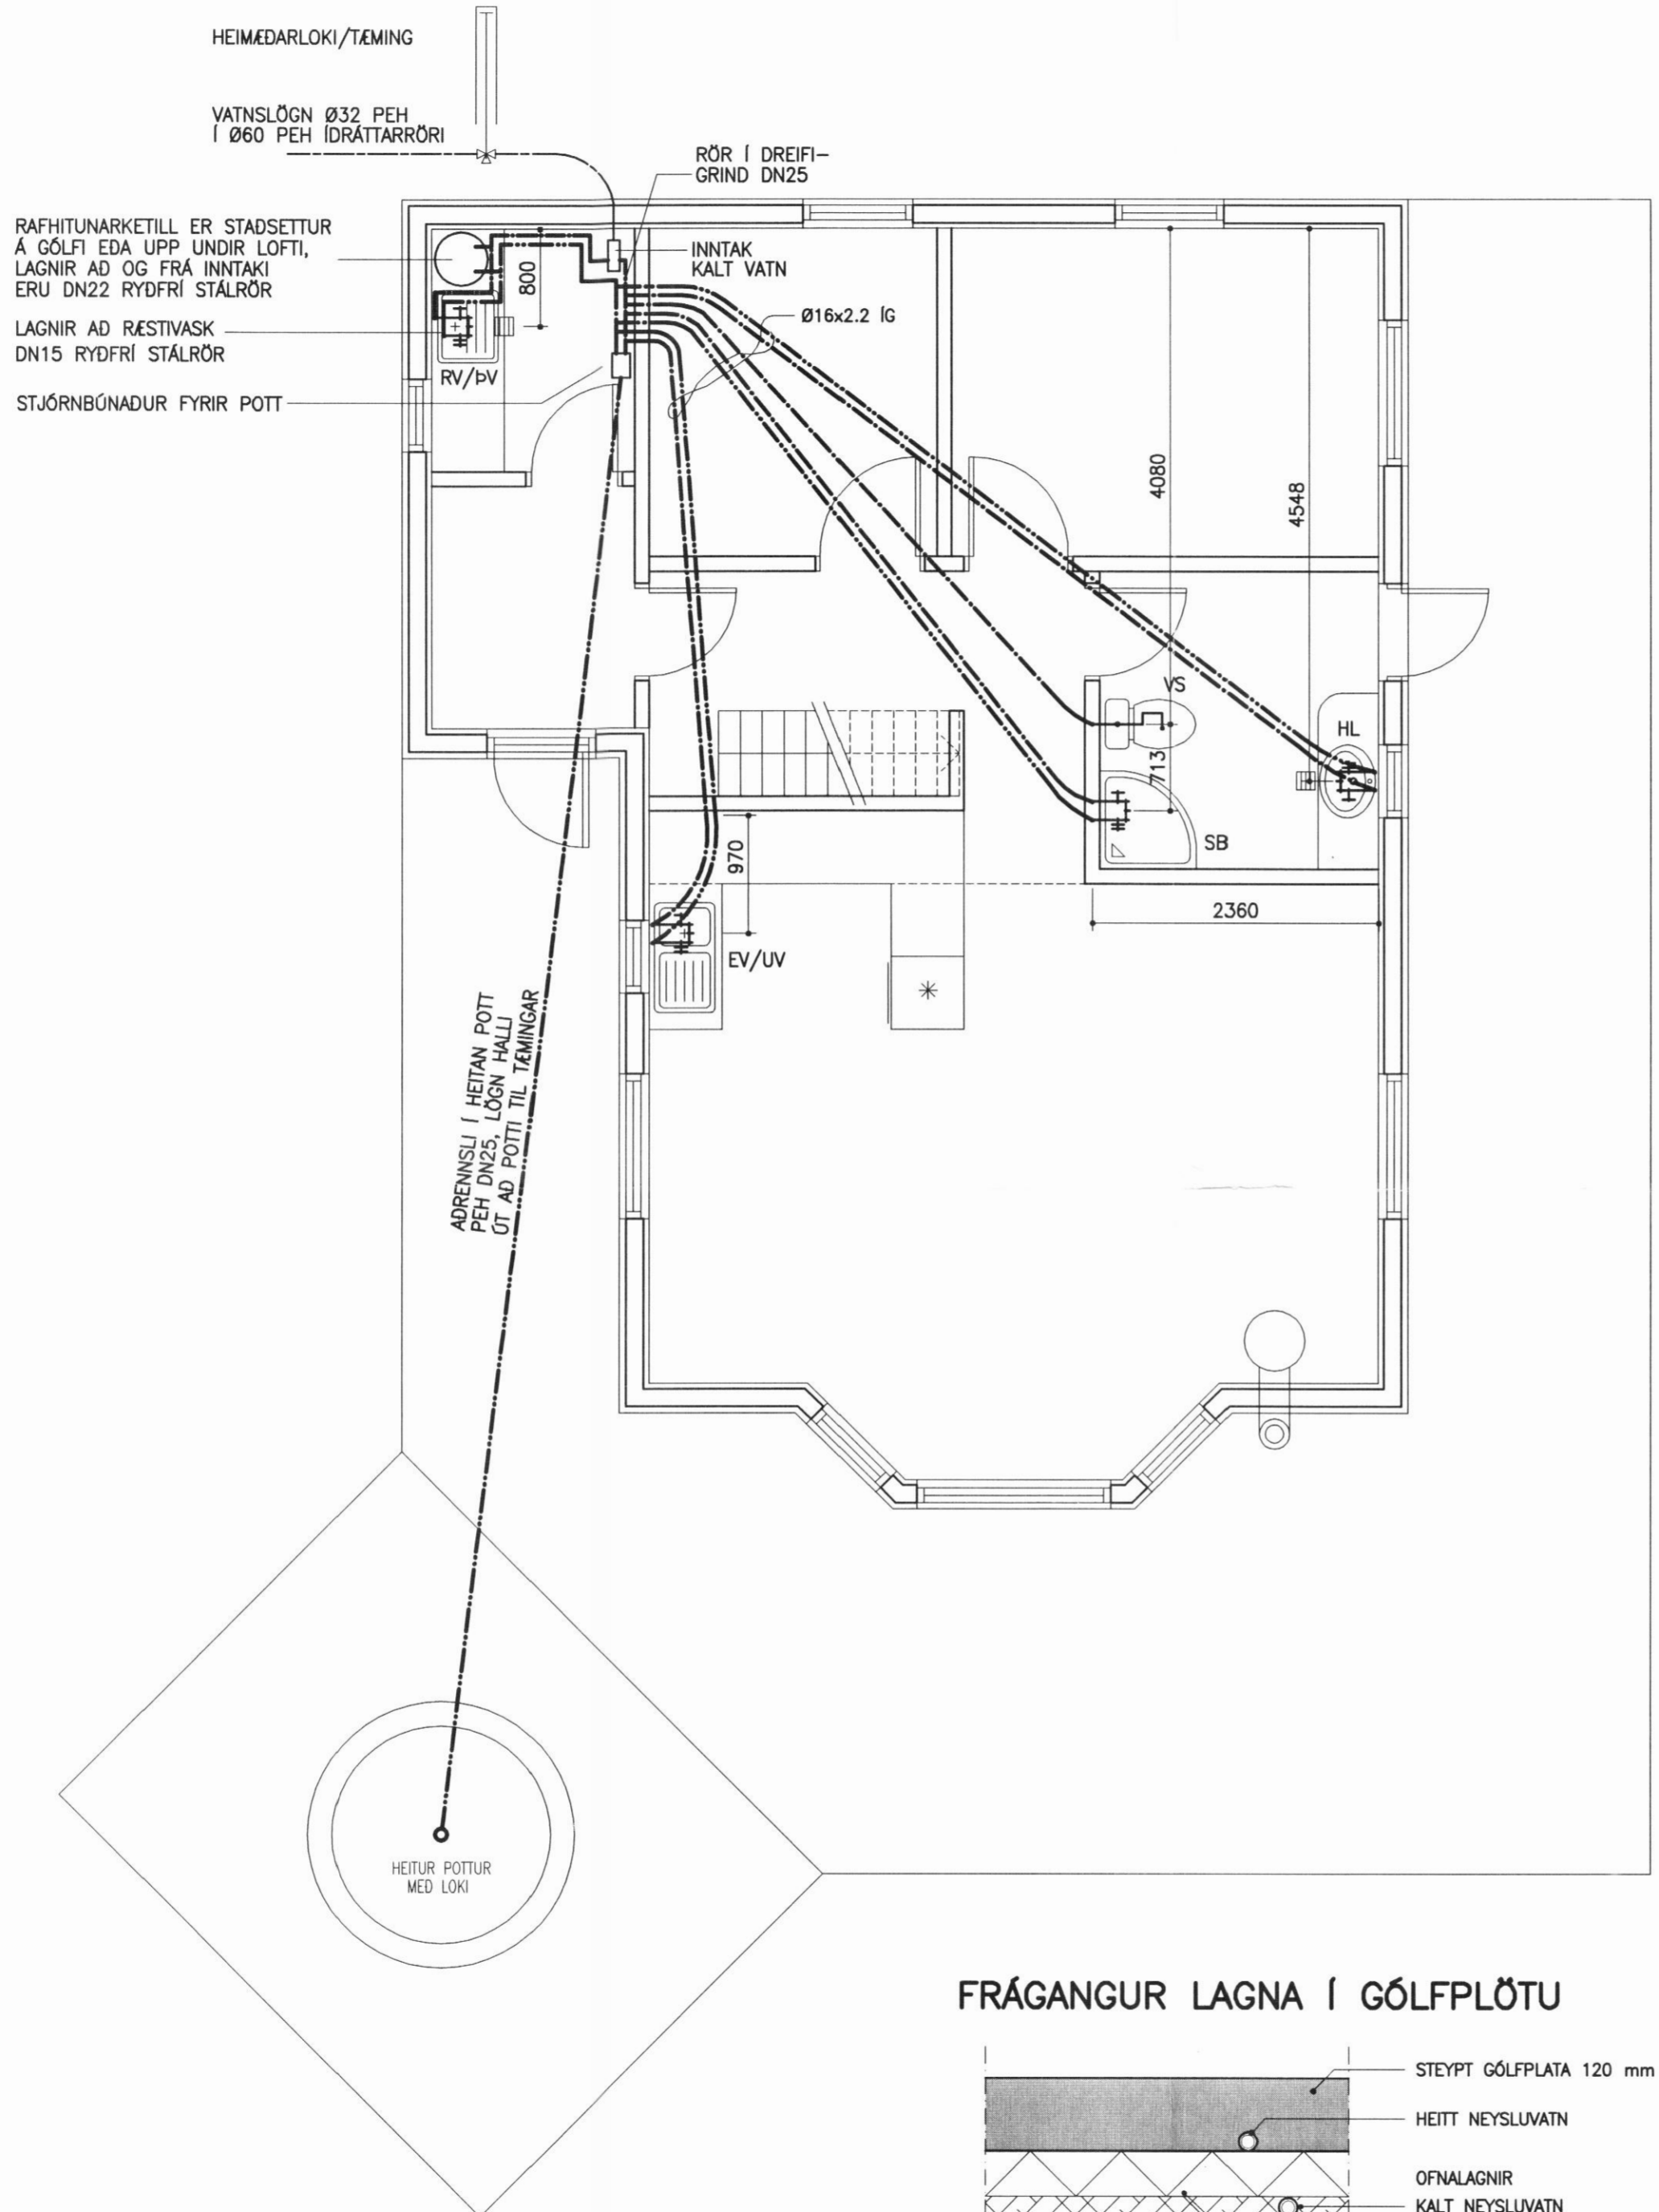 HEIMÆÐARLOKI/TÆMING
VATNSLÖGN Ø32 PEH
Í Ø60 PEH ÍDRÁTTARRÖRI
RÖR Í DREIFI-
GRIND DN25
RAFHITUNARKETILL ER STAÐSETTUR
Á GÓLFI EÐA UPP UNDIR LOFTI,
LAGNIR AÐ OG FRÁ INNTAKI
ERU DN22 RYÐFRÍ STÁLRÖR
INNTAK
KALT VATN
800
LAGNIR AÐ RÆSTIVASK
DN15 RYÐFRÍ STÁLRÖR
Ø16x2.2 ÍG
RV/ÞV
STJÓRNBÚNAÐUR FYRIR POTT
4080
4548
VS
HL
713
SB
970
2360
EV/UV
AÐRENNSLI Í HEITAN POTT
PEH DN25, LÖGN HALLI
ÚT AÐ POTTI TIL TÆMINGAR
HEITUR POTTUR
MEÐ LOKI
FRÁGANGUR LAGNA Í GÓLFPLÖTU
STEYPT GÓLFPLATA 120 mm
HEITT NEYSLUVATN
OFNALAGNIR
KALT NEYSLUVATN